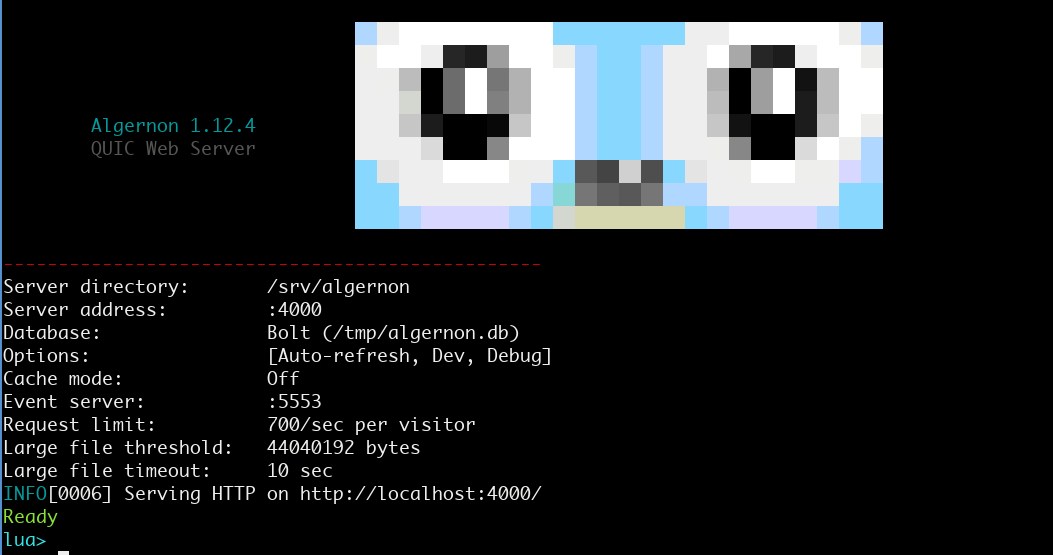 Algernon 1.12.4
QUIC Web Server
------------------------------------------------
Server directory: /srv/algernon
Server address: :4000
Database: Bolt (/tmp/algernon.db)
Options: [Auto-refresh, Dev, Debug]
Cache mode: Off
Event server: :5553
Request limit: 700/sec per visitor
Large file threshold: 44040192 bytes
Large file timeout: 10 sec
INFO[0006] Serving HTTP on http://localhost:4000/
Ready
lua>